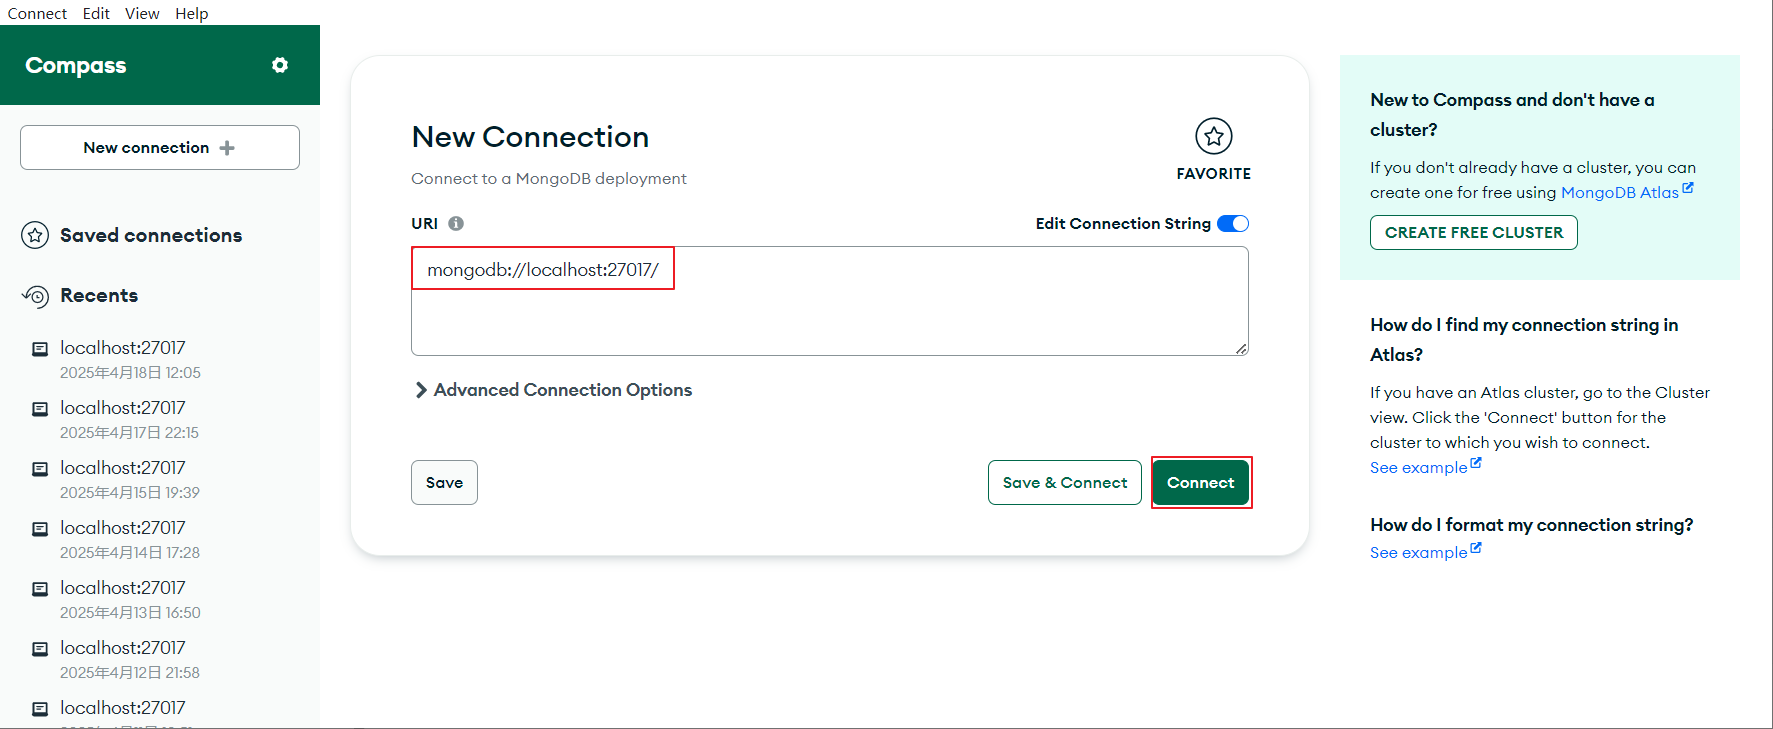 Connect Edit View Help
Compass
New connection
Saved connections
Recents
localhost:27017
2025年4月18日 12:05
localhost:27017
2025年4月17日 22:15
localhost:27017
2025年4月15日 19:39
localhost:27017
2025年4月14日 17:28
localhost:27017
2025年4月13日 16:50
localhost:27017
2025年4月12日 21:58
localhost:27017
New Connection
FAVORITE
Connect to a MongoDB deployment
URI
Edit Connection String
mongodb://localhost:27017/
Advanced Connection Options
Save
Save & Connect
Connect
New to Compass and don't have a
cluster?
If you don't already have a cluster, you can
create one for free using MongoDB Atlas
CREATE FREE CLUSTER
How do I find my connection string in
Atlas?
If you have an Atlas cluster, go to the Cluster
view. Click the 'Connect' button for the
cluster to which you wish to connect.
See example
How do I format my connection string?
See example